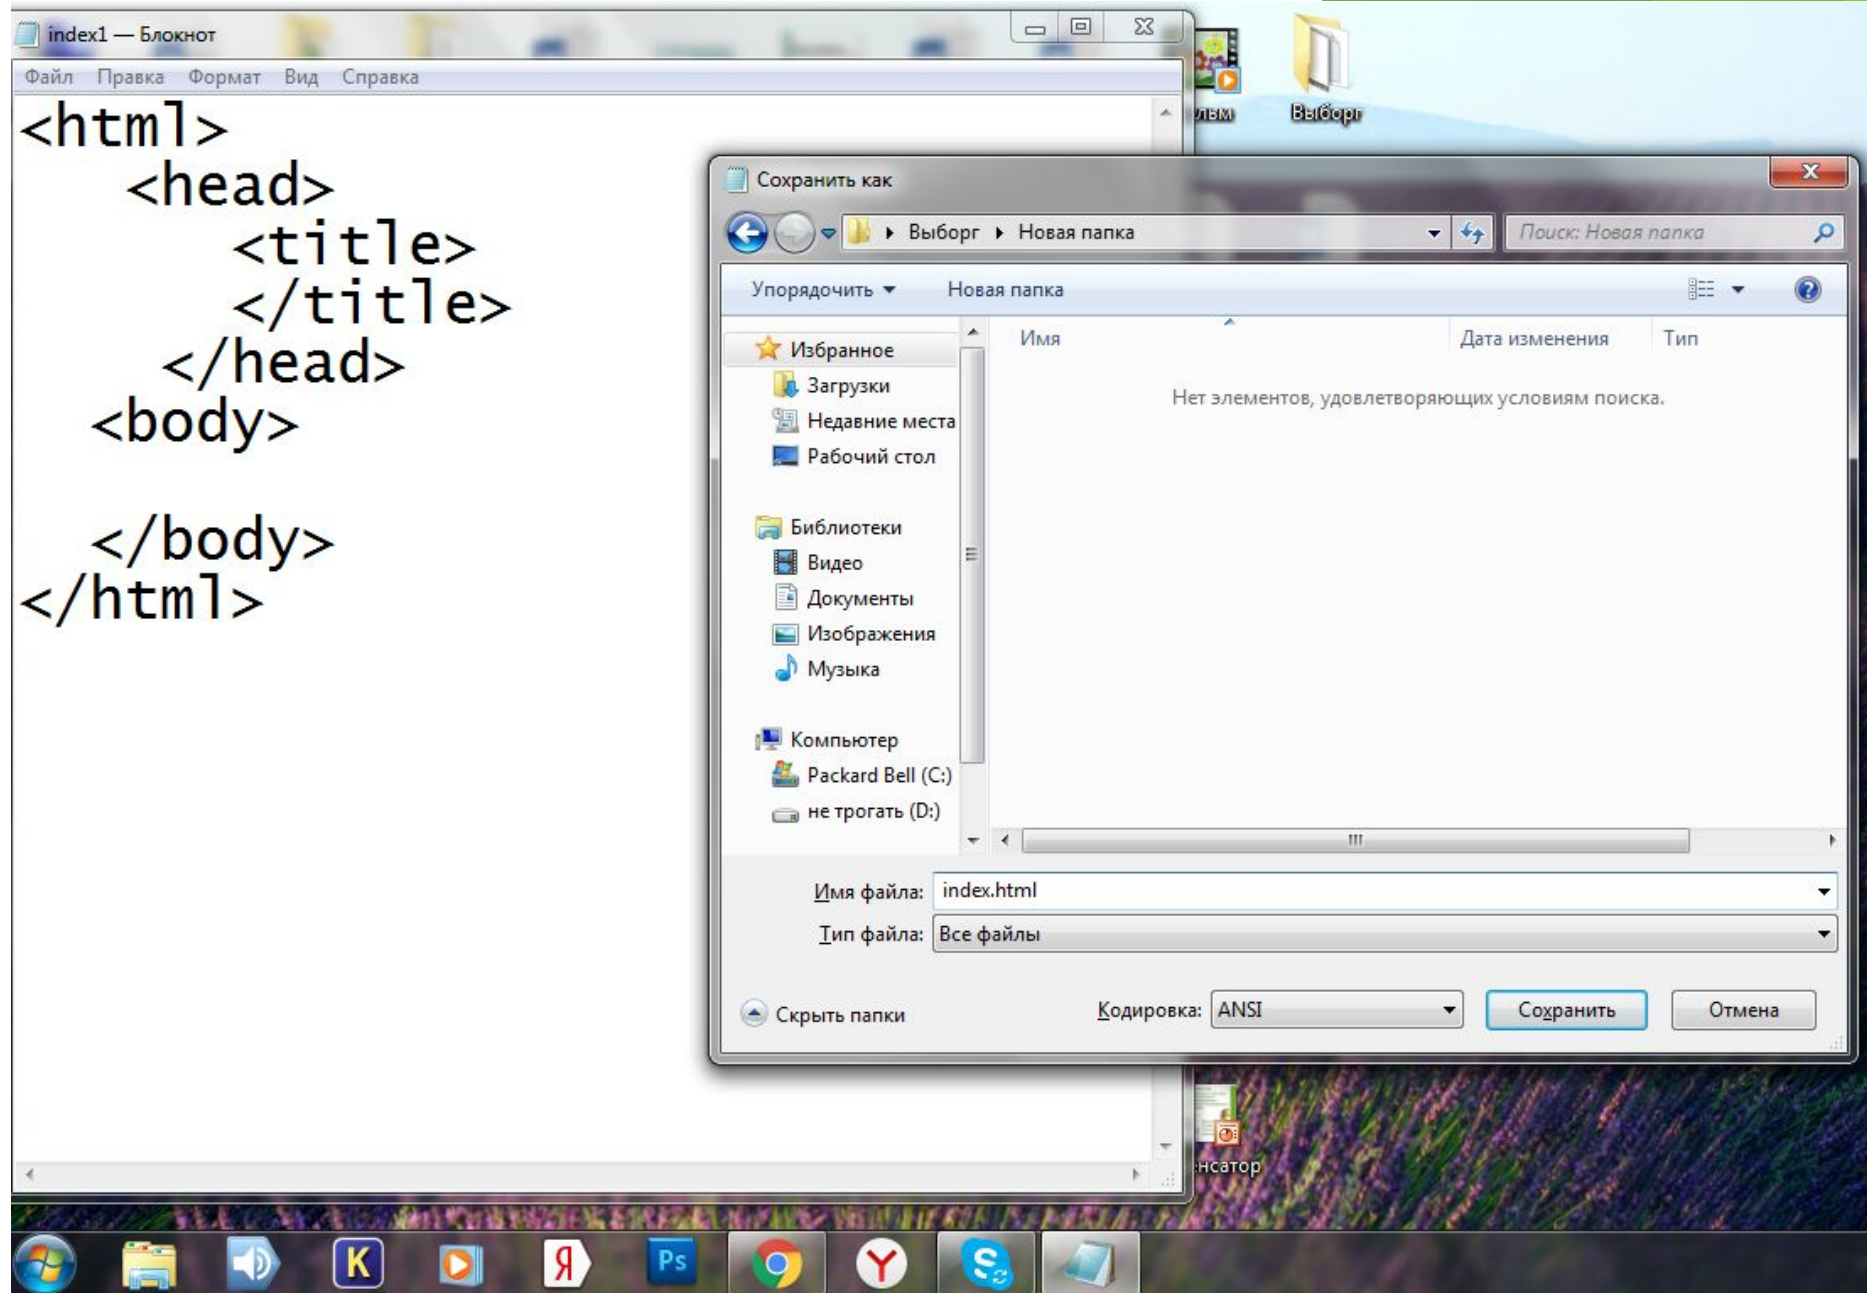 index1 — Блокнот
Файл Правка Формат Вид Справка
<html>
<head>
<title>
</title>
</head>
<body>
</body>
</html>
Выборг
Сохранить как
Выборг Новая папка
Поиск: Новая папка
Упорядочить Новая папка
Имя Дата изменения Тип
Нет элементов, удовлетворяющих условиям поиска.
Избранное
Загрузки
Недавние места
Рабочий стол
Библиотеки
Видео
Документы
Изображения
Музыка
Компьютер
Packard Bell (C:)
не трогать (D:)
Имя файла: index.html
Тип файла: Все файлы
Скрыть папки
Кодировка: ANSI
Сохранить Отмена
нсатор
K Я Ps Y S